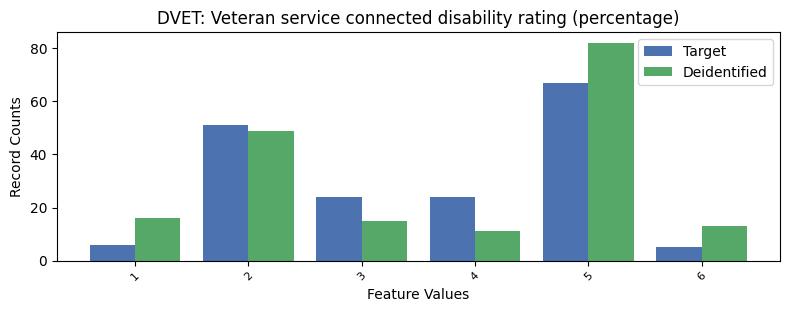 DVET: Veteran service connected disability rating (percentage)
Target
Deidentified
Record Counts
80
60
40
20
0
1 2 3 4 5 6
Feature Values